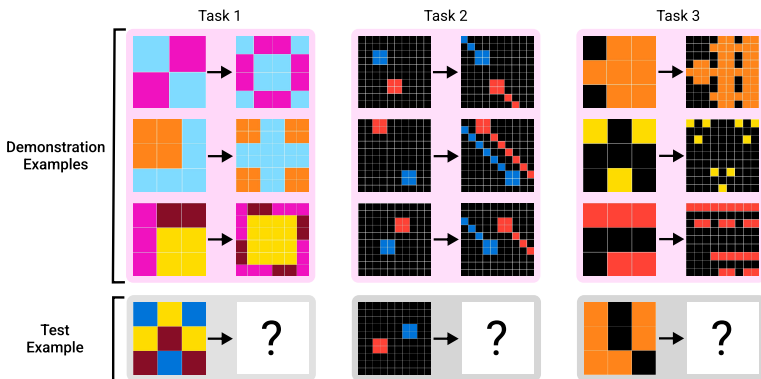 Task 1
Task 2
Task 3
Demonstration
Examples
Test
Example
?
?
?